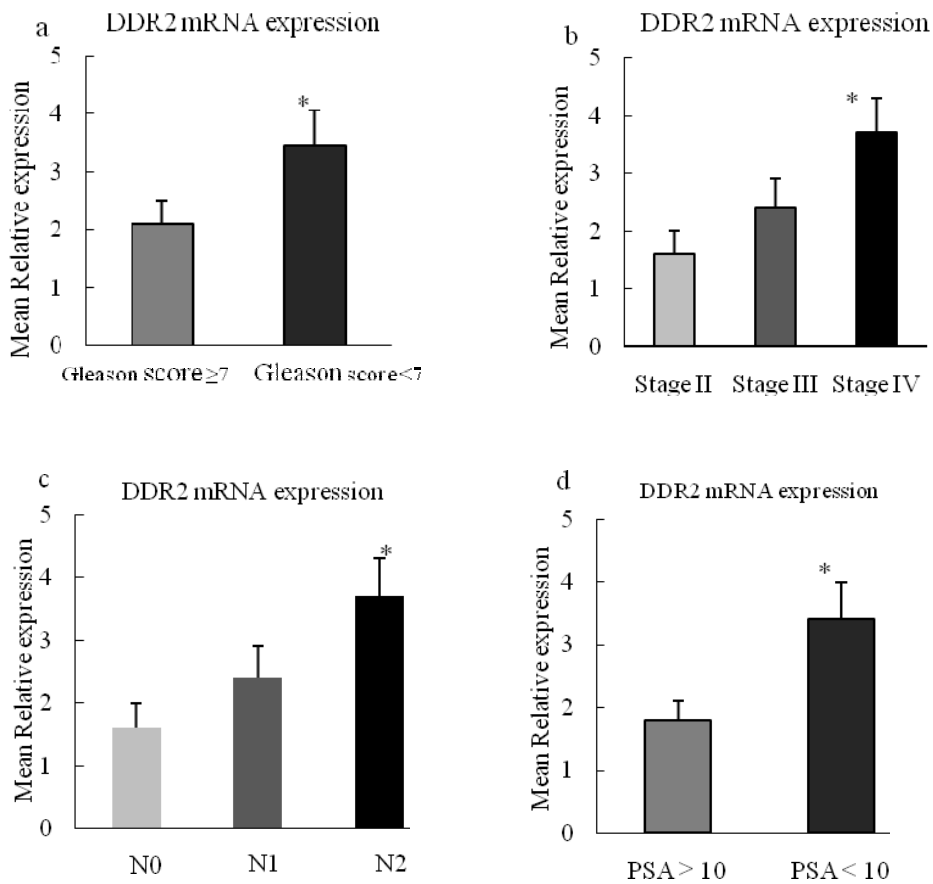 a
DDR2 mRNA expression
Mean Relative expression
5
4
3
2
1
0
*
Gleason score≥7
Gleason score<7
b
DDR2 mRNA expression
Mean Relative expression
5
4
3
2
1
0
*
Stage II
Stage III
Stage IV
c
DDR2 mRNA expression
Mean Relative expression
5
4
3
2
1
0
*
N0
N1
N2
d
DDR2 mRNA expression
Mean Relative expression
5
4
3
2
1
0
*
PSA > 10
PSA < 10